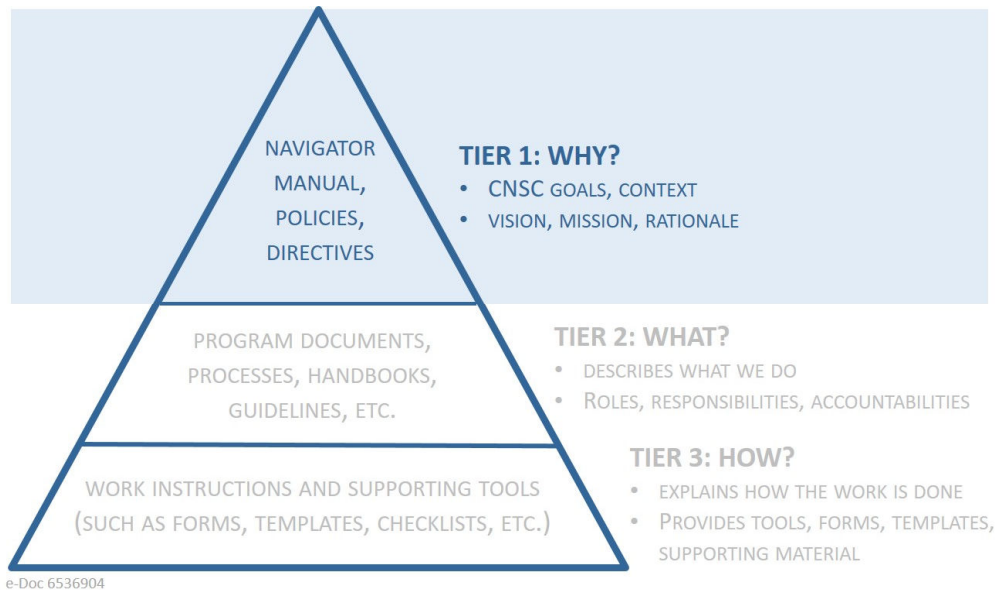 NAVIGATOR
MANUAL,
POLICIES,
DIRECTIVES
TIER 1: WHY?
• CNSC GOALS, CONTEXT
• VISION, MISSION, RATIONALE
PROGRAM DOCUMENTS,
PROCESSES, HANDBOOKS,
GUIDELINES, ETC.
TIER 2: WHAT?
• DESCRIBES WHAT WE DO
• ROLES, RESPONSIBILITIES, ACCOUNTABILITIES
WORK INSTRUCTIONS AND SUPPORTING TOOLS
(SUCH AS FORMS, TEMPLATES, CHECKLISTS, ETC.)
TIER 3: HOW?
• EXPLAINS HOW THE WORK IS DONE
• PROVIDES TOOLS, FORMS, TEMPLATES,
SUPPORTING MATERIAL
e-Doc 6536904